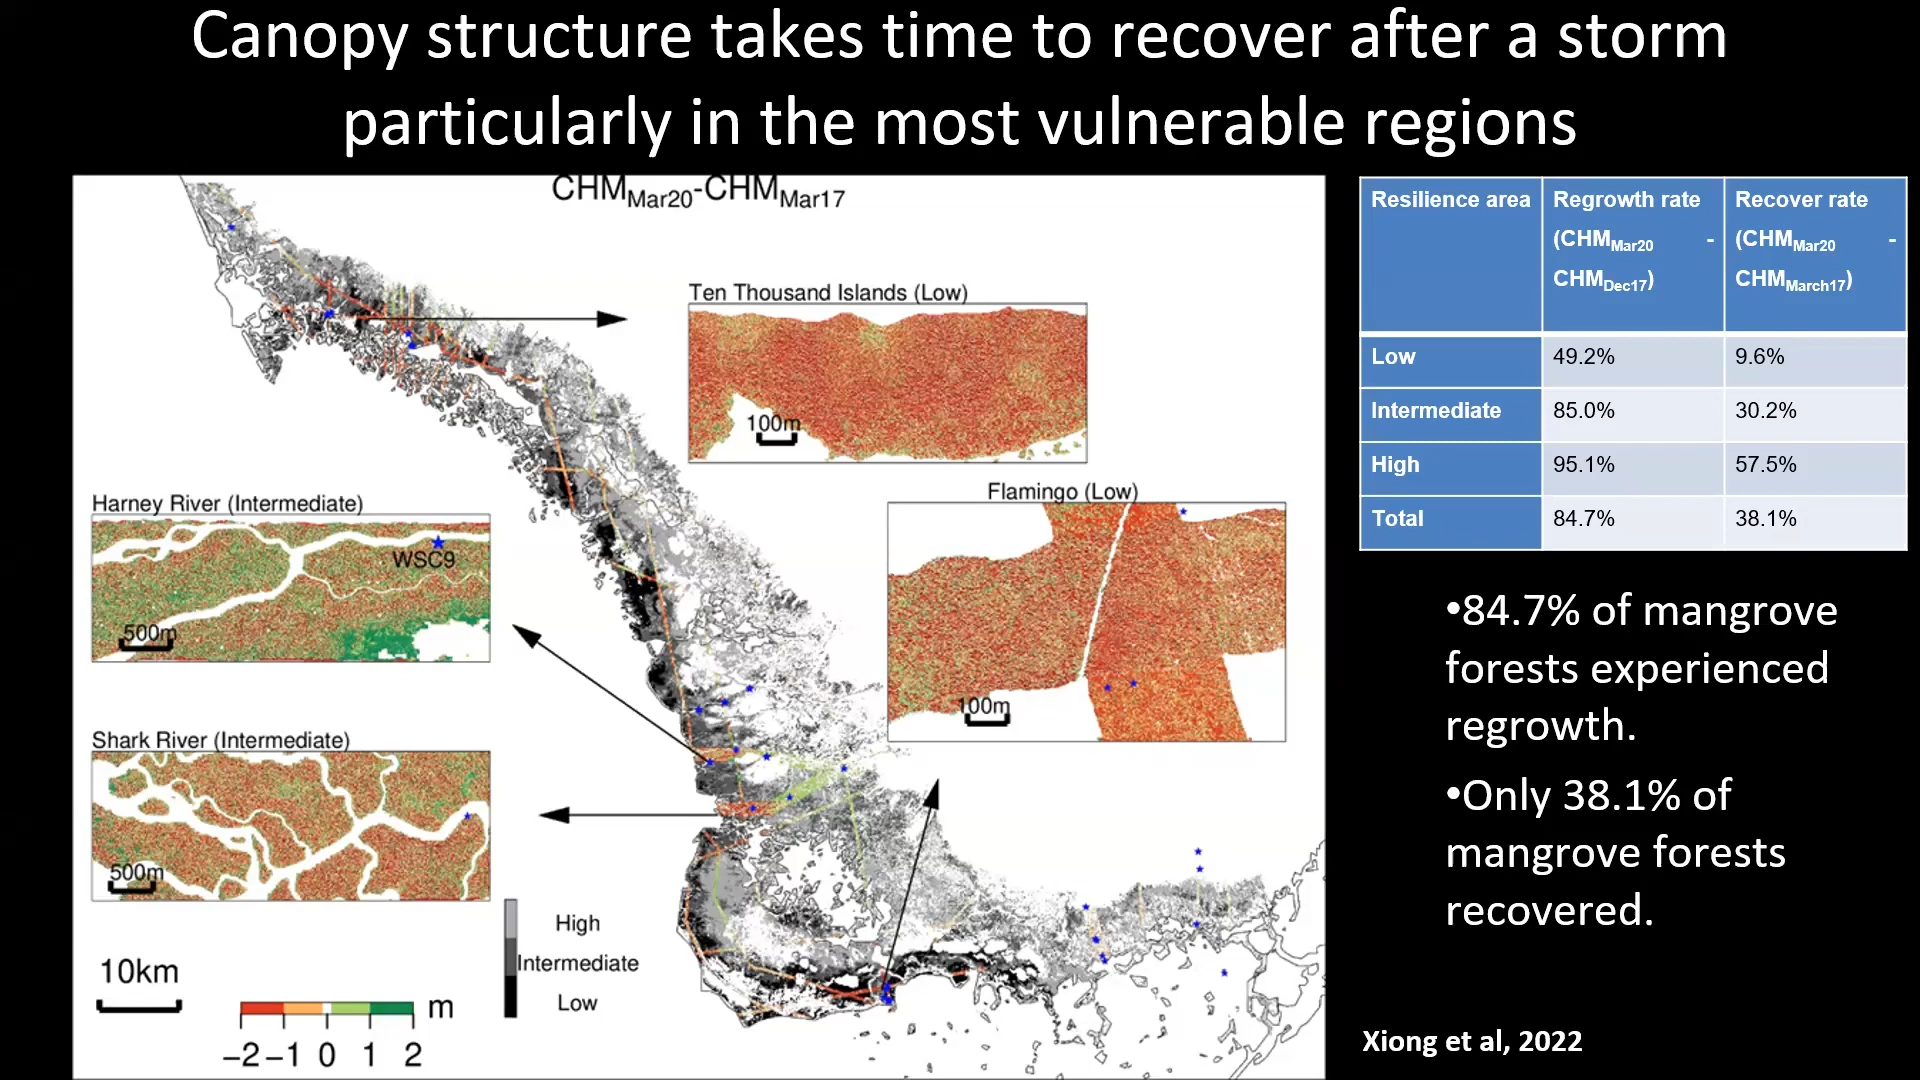 Canopy structure takes time to recover after a storm
particularly in the most vulnerable regions
CHMMar20-CHMMar17
Ten Thousand Islands (Low)
100m
Flamingo (Low)
100m
Harney River (Intermediate)
WSC9
500m
Shark River (Intermediate)
500m
10km
High
Intermediate
Low
m
−2 −1 0 1 2
Resilience area Regrowth rate (CHMMar20 - CHMDec17) Recover rate (CHMMar20 - CHMMarch17)
Low 49.2% 9.6%
Intermediate 85.0% 30.2%
High 95.1% 57.5%
Total 84.7% 38.1%
•84.7% of mangrove
forests experienced
regrowth.
•Only 38.1% of
mangrove forests
recovered.
Xiong et al, 2022